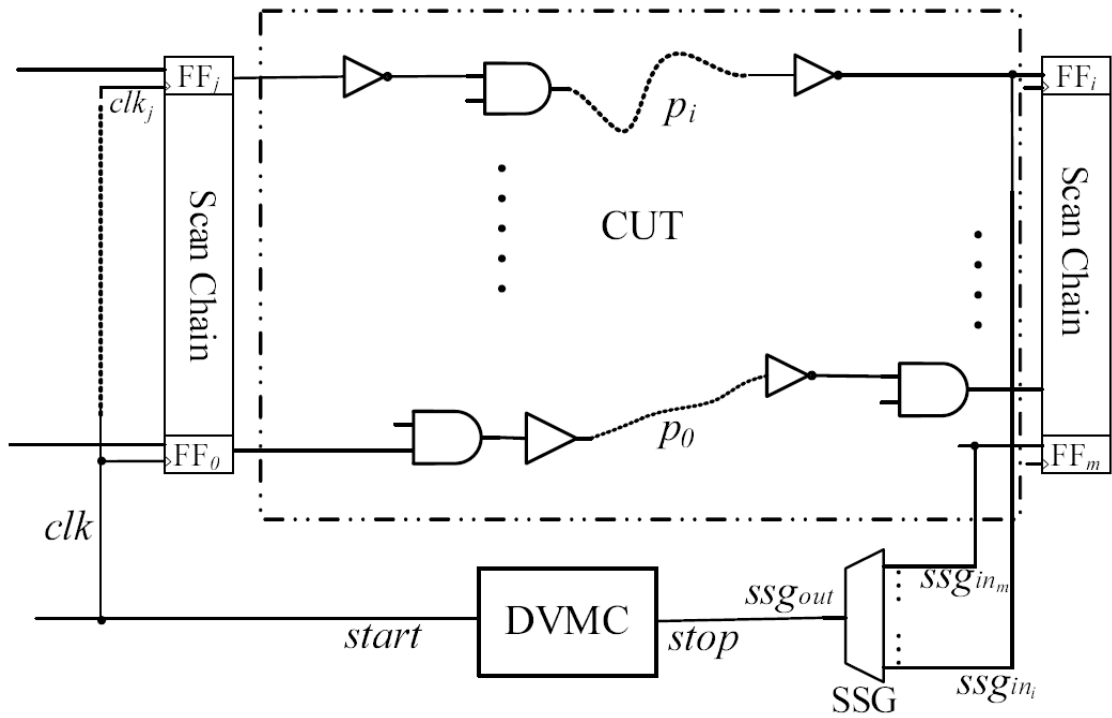 FFj
FFi
clkj
pi
Scan Chain
CUT
Scan Chain
p0
FF0
FFm
clk
ssginm
ssgout
start
DVMC
stop
ssgini
SSG